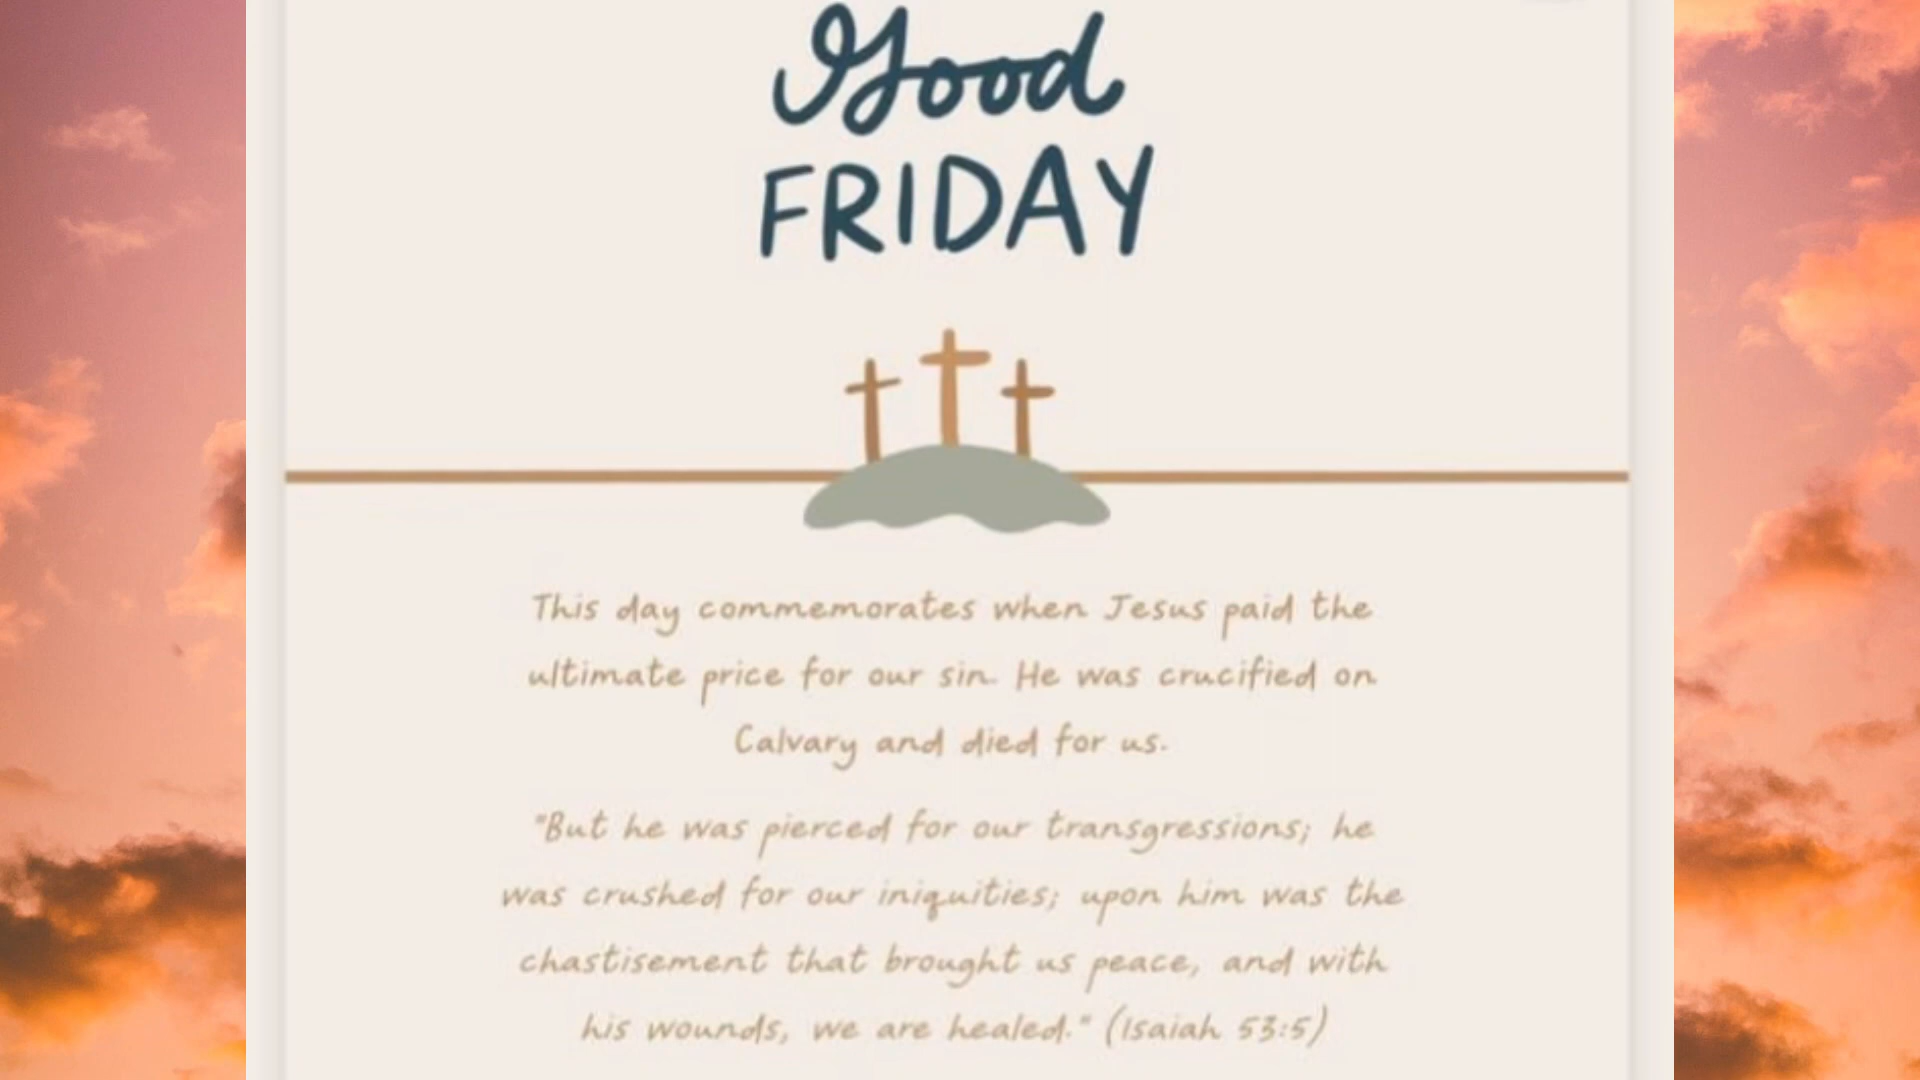 Good
FRIDAY
This day commemorates when Jesus paid the
ultimate price for our sin. He was crucified on
Calvary and died for us.
"But he was pierced for our transgressions; he
was crushed for our iniquities; upon him was the
chastisement that brought us peace, and with
his wounds, we are healed." (Isaiah 53:5)